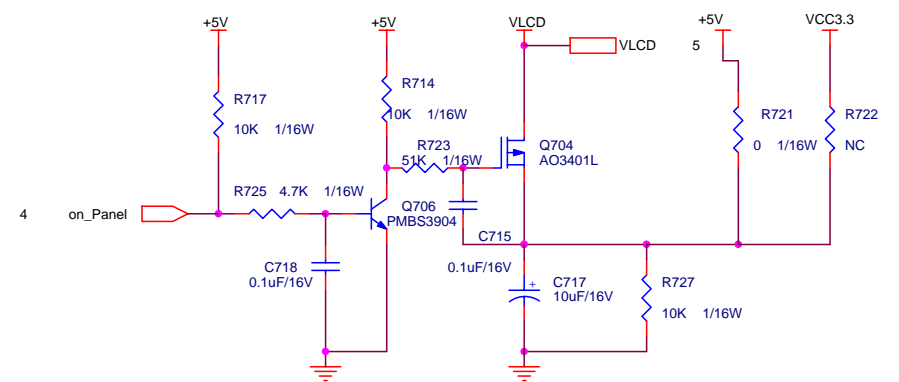 +5V
+5V
VLCD
+5V
VCC3.3
VLCD
5
R717
10K 1/16W
R714
10K 1/16W
R721
0 1/16W
R722
NC
R723
51K 1/16W
Q704
AO3401L
4
on_Panel
R725 4.7K 1/16W
Q706
PMBS3904
C715
0.1uF/16V
C718
0.1uF/16V
C717
+
10uF/16V
R727
10K 1/16W